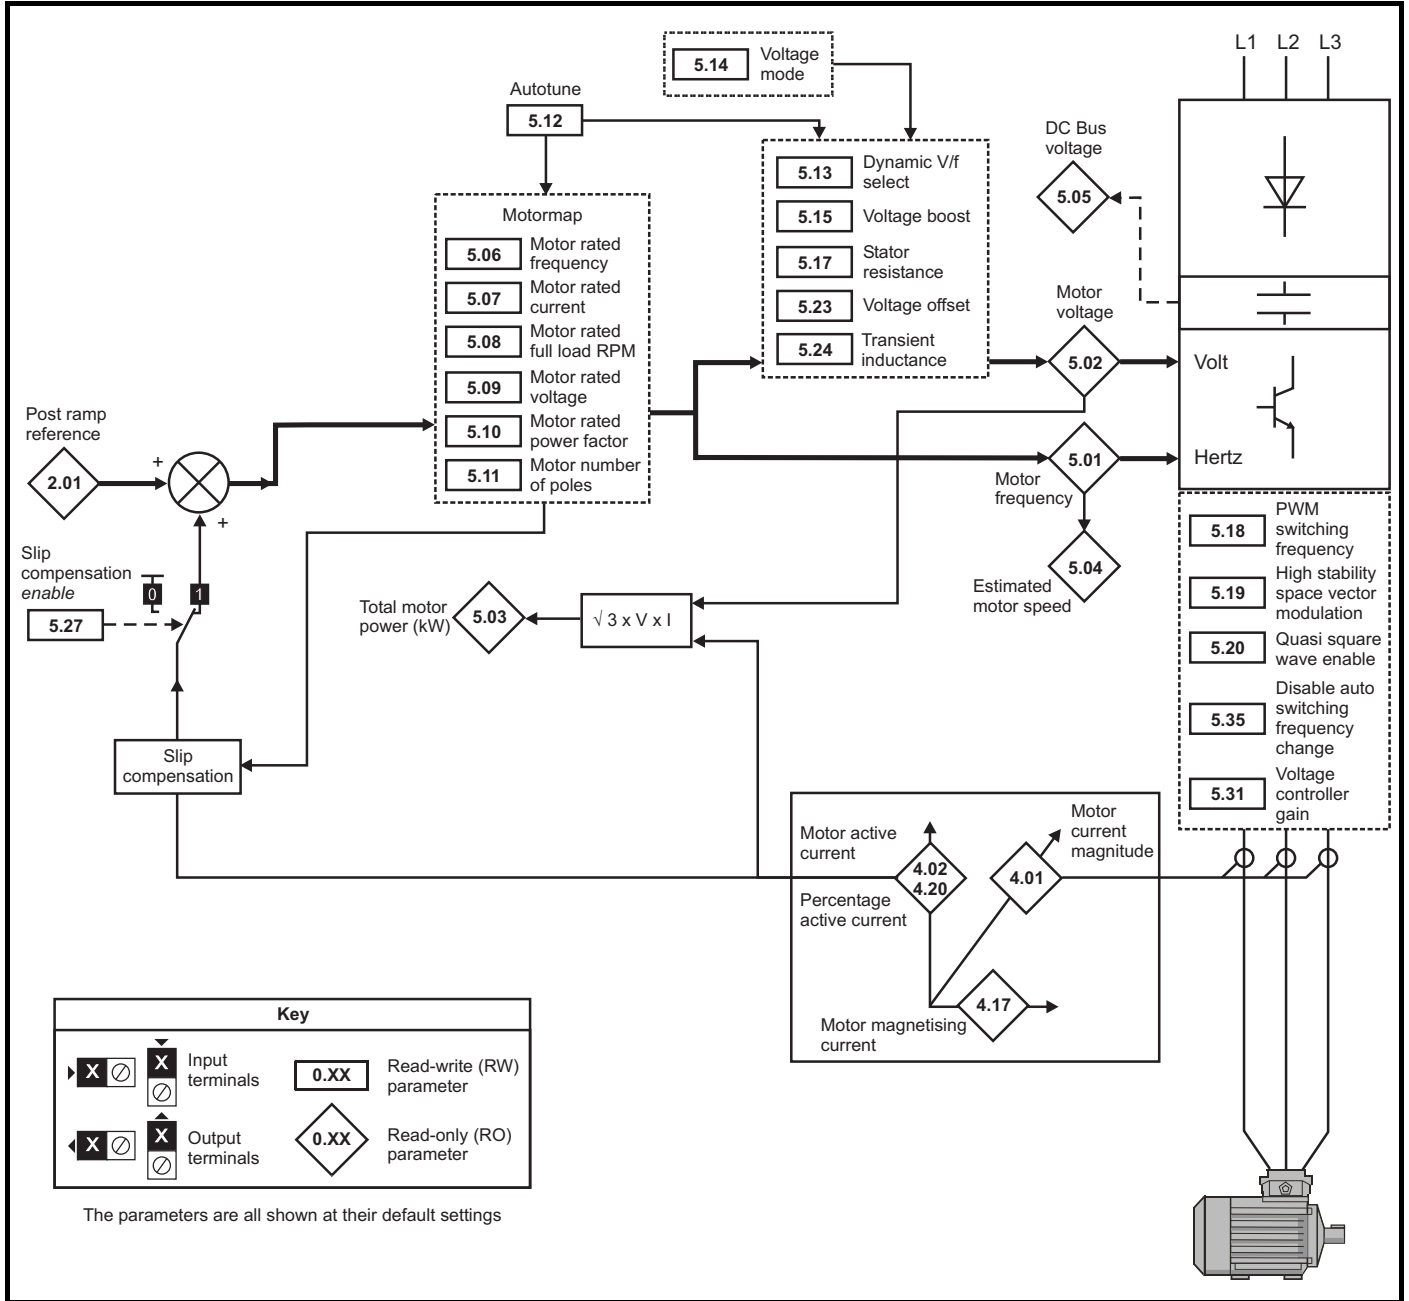 L1 L2 L3
5.14
Voltage
mode
Autotune
5.12
DC Bus
voltage
5.05
5.13
Dynamic V/f
select
5.15
Voltage boost
5.17
Stator
resistance
5.23
Voltage offset
5.24
Transient
inductance
Motormap
5.06
Motor rated
frequency
5.07
Motor rated
current
5.08
Motor rated
full load RPM
5.09
Motor rated
voltage
5.10
Motor rated
power factor
5.11
Motor number
of poles
Motor
voltage
5.02
Volt
5.01
Hertz
Motor
frequency
5.04
Estimated
motor speed
Post ramp
reference
2.01
+
+
Slip
compensation
enable
0
1
5.27
Total motor
power (kW)
5.03
√ 3 x V x I
Slip
compensation
5.18
PWM
switching
frequency
5.19
High stability
space vector
modulation
5.20
Quasi square
wave enable
5.35
Disable auto
switching
frequency
change
5.31
Voltage
controller
gain
Motor active
current
4.02
4.20
Percentage
active current
4.01
Motor
current
magnitude
4.17
Motor magnetising
current
Key
X
X
Input
terminals
0.XX
Read-write (RW)
parameter
X
X
Output
terminals
0.XX
Read-only (RO)
parameter
The parameters are all shown at their default settings